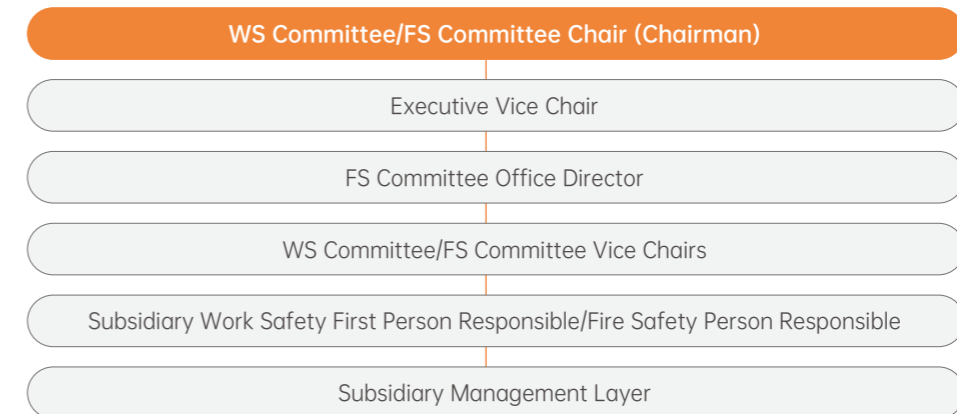 WS Committee/FS Committee Chair (Chairman)
Executive Vice Chair
FS Committee Office Director
WS Committee/FS Committee Vice Chairs
Subsidiary Work Safety First Person Responsible/Fire Safety Person Responsible
Subsidiary Management Layer